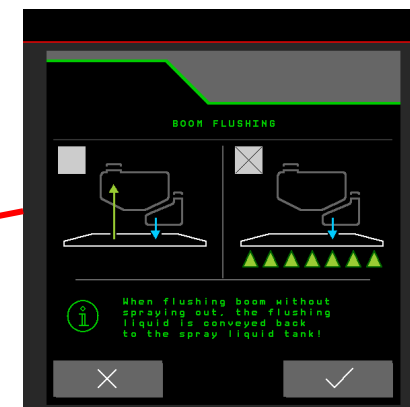 BOOM FLUSHING
When flushing boom without
spraying out, the flushing
liquid is conveyed back
to the spray liquid tank!